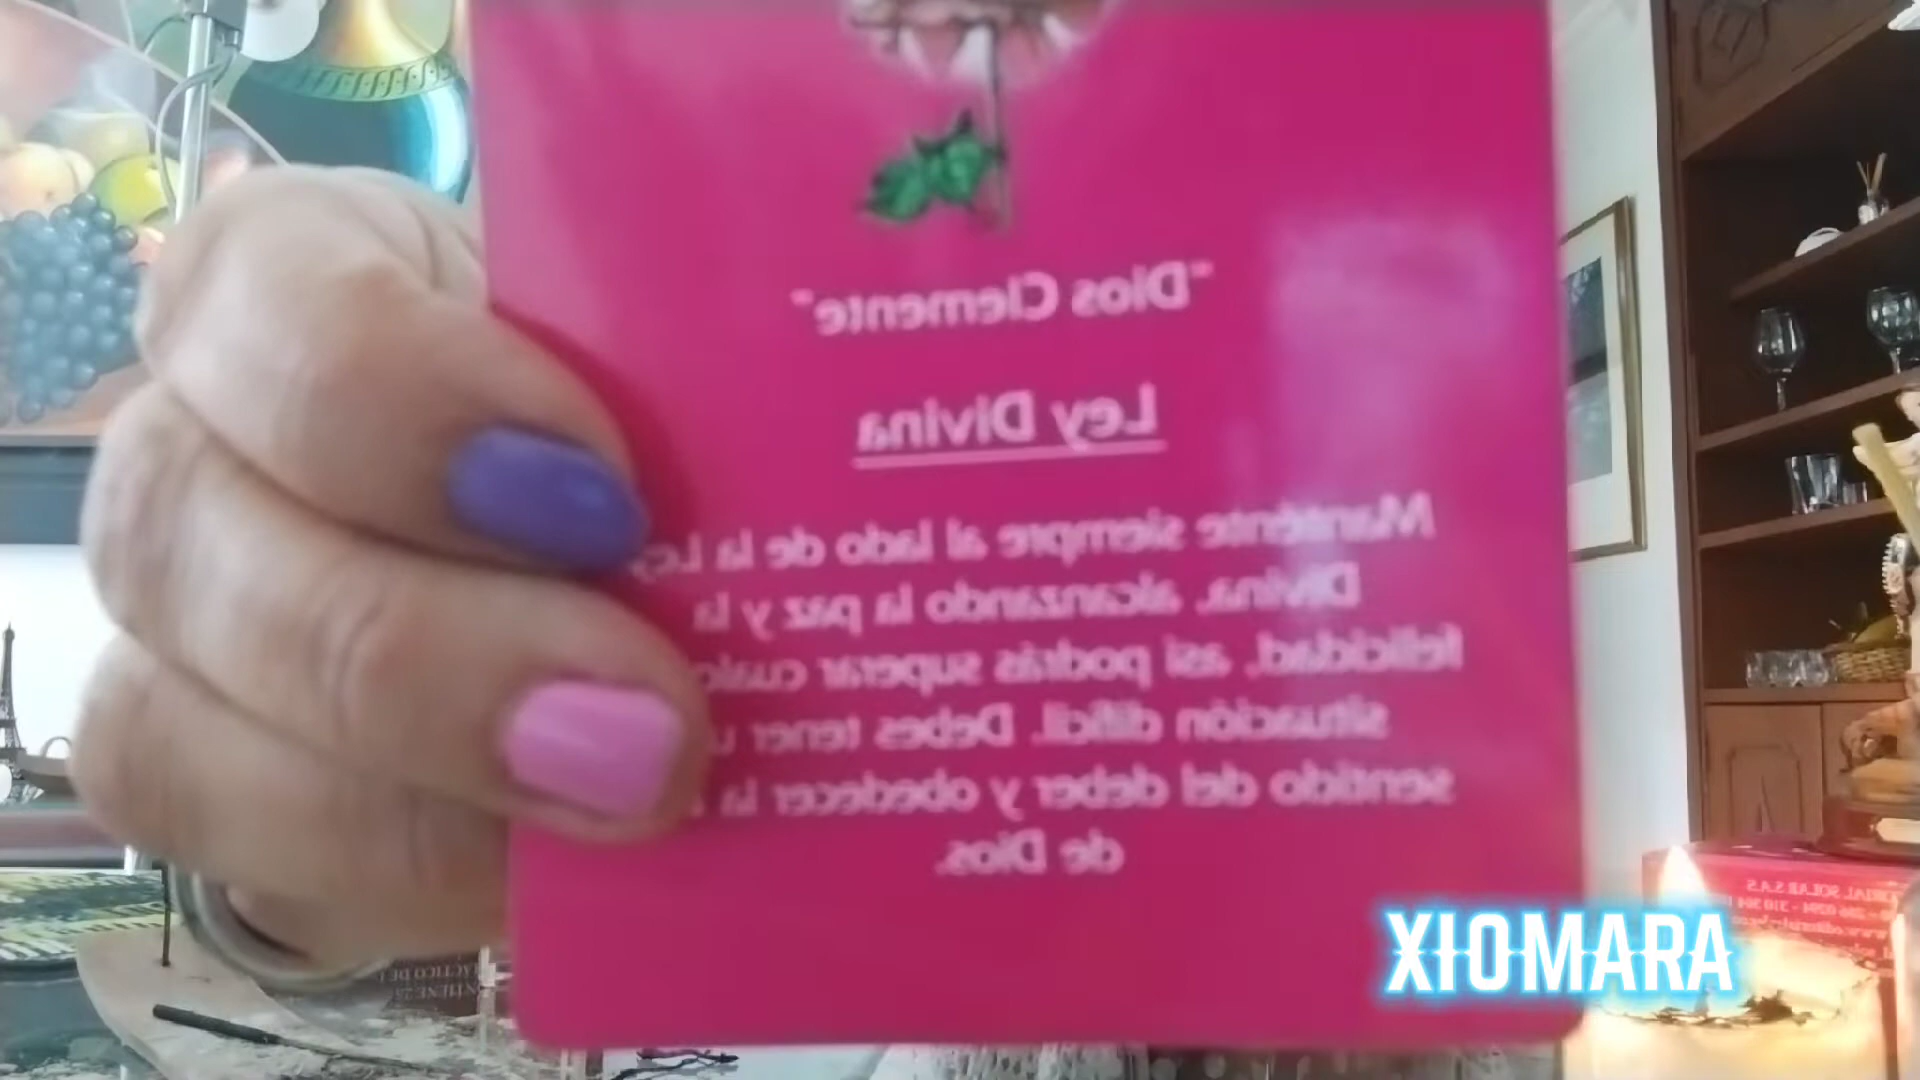 "Dios Clemente"
Ley Divina
Mantente siempre al lado de la Ley
Divina, alcanzando la paz y la
felicidad, así podrás superar
situación difícil. Debes tener
sentido del deber y obedecer la
de Dios.
XIOMARA